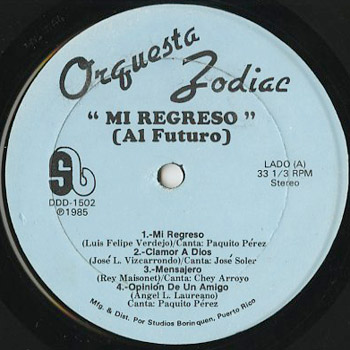 Orquesta
Zodiac
" MI REGRESO "
(Al Futuro)
LADO (A)
33 1/3 RPM
Stereo
DDD-1502
℗1985
1.-Mi Regreso
(Luis Felipe Verdejo)/Canta: Paquito Pérez
2.-Clamor A Dios
(José L. Vizcarrondo)/Canta: José Soler
3.-Mensajero
(Rey Maisonet)/Canta: Chey Arroyo
4.-Opinión De Un Amigo
(Ángel L. Laureano)
Canta: Paquito Pérez
Mfg. & Dist. Por Studios Borinquen, Puerto Rico